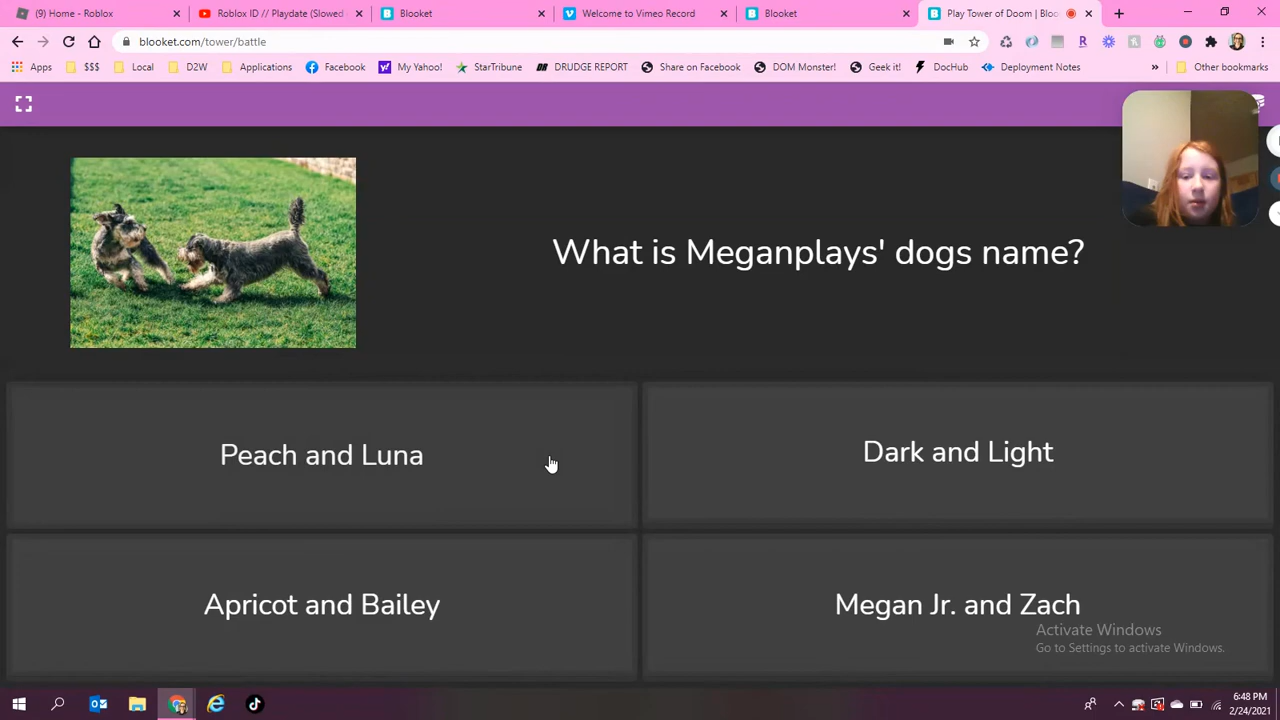 (9) Home - Roblox
Roblox ID // Playdate (Slowed
Blooket
Welcome to Vimeo Record
Blooket
Play Tower of Doom | Bloo
blooket.com/tower/battle
Apps
$$$
Local
D2W
Applications
Facebook
My Yahoo!
StarTribune
DRUDGE REPORT
Share on Facebook
DOM Monster!
Geek it!
DocHub
Deployment Notes
»
Other bookmarks
What is Meganplays' dogs name?
Peach and Luna
Dark and Light
Apricot and Bailey
Megan Jr. and Zach
Activate Windows
Go to Settings to activate Windows.
6:48 PM
2/24/2021